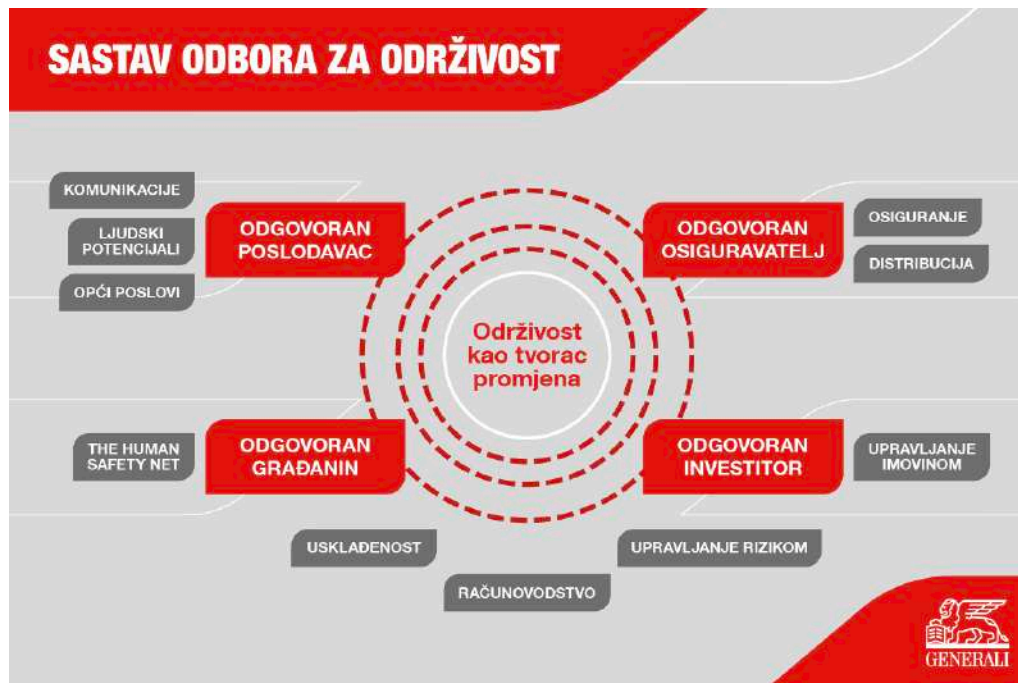 SASTAV ODBORA ZA ODRŽIVOST
KOMUNIKACIJE
LJUDSKI
POTENCIJALI
OPĆI POSLOVI
ODGOVORAN
POSLODAVAC
ODGOVORAN
OSIGURAVATELJ
OSIGURANJE
DISTRIBUCIJA
Održivost
kao tvorac
promjena
THE HUMAN
SAFETY NET
ODGOVORAN
GRAĐANIN
ODGOVORAN
INVESTITOR
UPRAVLJANJE
IMOVINOM
USKLAĐENOST
UPRAVLJANJE RIZIKOM
RAČUNOVODSTVO
GENERALI